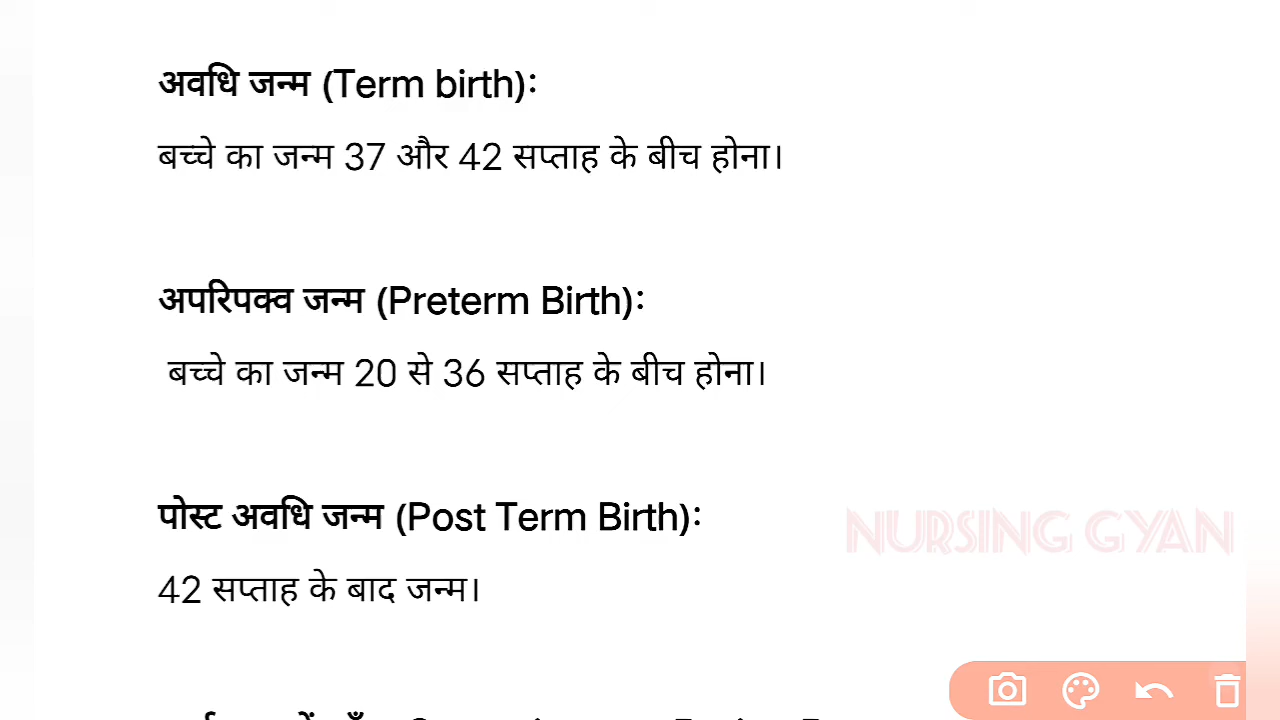 अवधि जन्म (Term birth):
बच्चे का जन्म 37 और 42 सप्ताह के बीच होना।
अपरिपक्व जन्म (Preterm Birth):
बच्चे का जन्म 20 से 36 सप्ताह के बीच होना।
पोस्ट अवधि जन्म (Post Term Birth):
NURSING GYAN
42 सप्ताह के बाद जन्म।